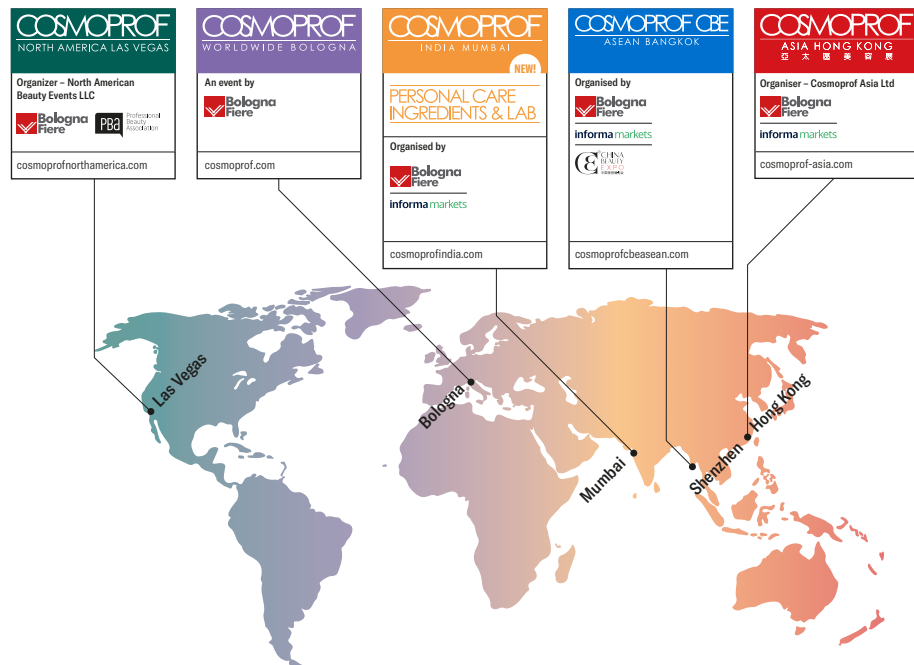 COSMOPROF
NORTH AMERICA LAS VEGAS
Organizer – North American
Beauty Events LLC
Bologna
Fiere
PBa
Professional
Beauty
Association
cosmoprofnorthamerica.com
COSMOPROF
WORLDWIDE BOLOGNA
An event by
Bologna
Fiere
cosmoprof.com
COSMOPROF
INDIA MUMBAI
NEW!
PERSONAL CARE
INGREDIENTS & LAB
Organised by
Bologna
Fiere
informa markets
cosmoprofindia.com
COSMOPROF CBE
ASEAN BANGKOK
Organised by
Bologna
Fiere
informa markets
CHINA
BEAUTY
EXPO
cosmoprofcbeasean.com
COSMOPROF
ASIA HONG KONG
亞太區美容展
Organiser – Cosmoprof Asia Ltd
Bologna
Fiere
informa markets
cosmoprof-asia.com
Las Vegas
Bologna
Mumbai
Shenzhen
Hong Kong